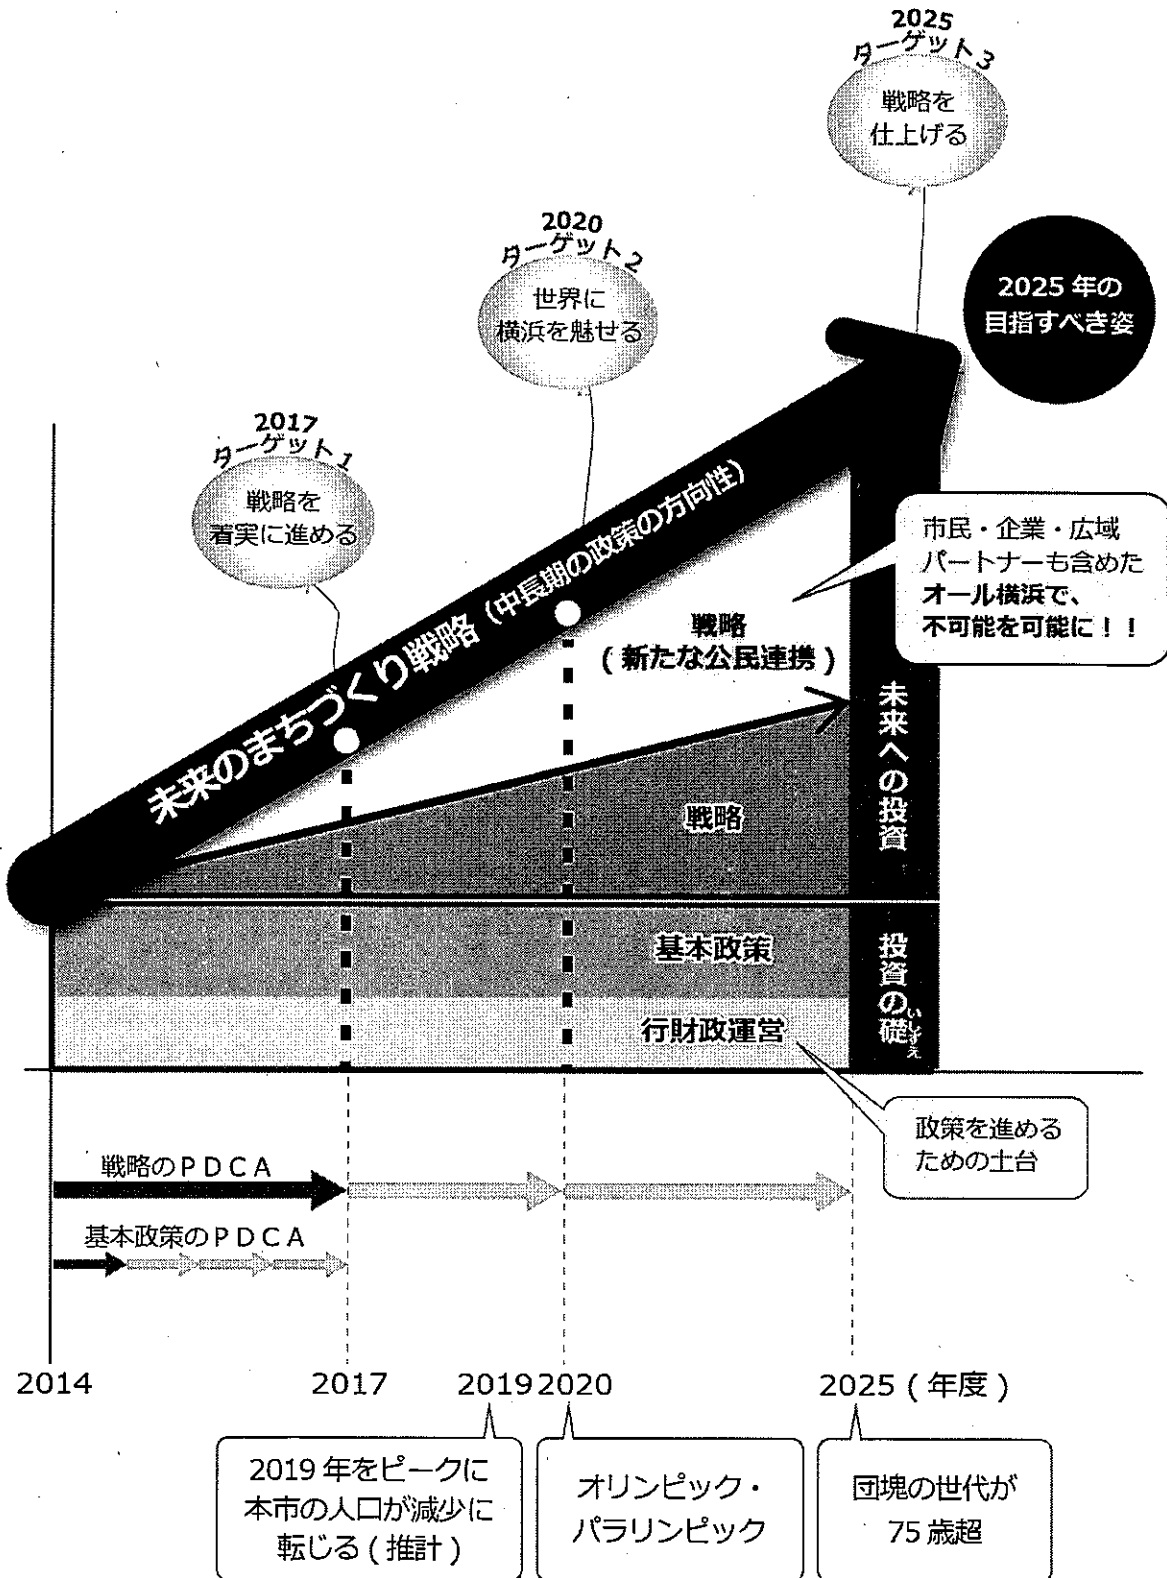 2025
ターゲット3
戦略を
仕上げる
2020
ターゲット2
世界に
横浜を魅せる
2025 年の
目指すべき姿
2017
ターゲット1
戦略を
着実に進める
未来のまちづくり戦略（中長期の政策の方向性）
市民・企業・広域
パートナーも含めた
オール横浜で、
不可能を可能に！！
戦略
( 新たな公民連携 )
未来への投資
戦略
基本政策
投資の礎
いしずえ
行財政運営
政策を進める
ための土台
戦略のＰＤＣＡ
基本政策のＰＤＣＡ
2014 2017 2019 2020 2025 ( 年度 )
2019 年をピークに
本市の人口が減少に
転じる ( 推計 )
オリンピック・
パラリンピック
団塊の世代が
75 歳超